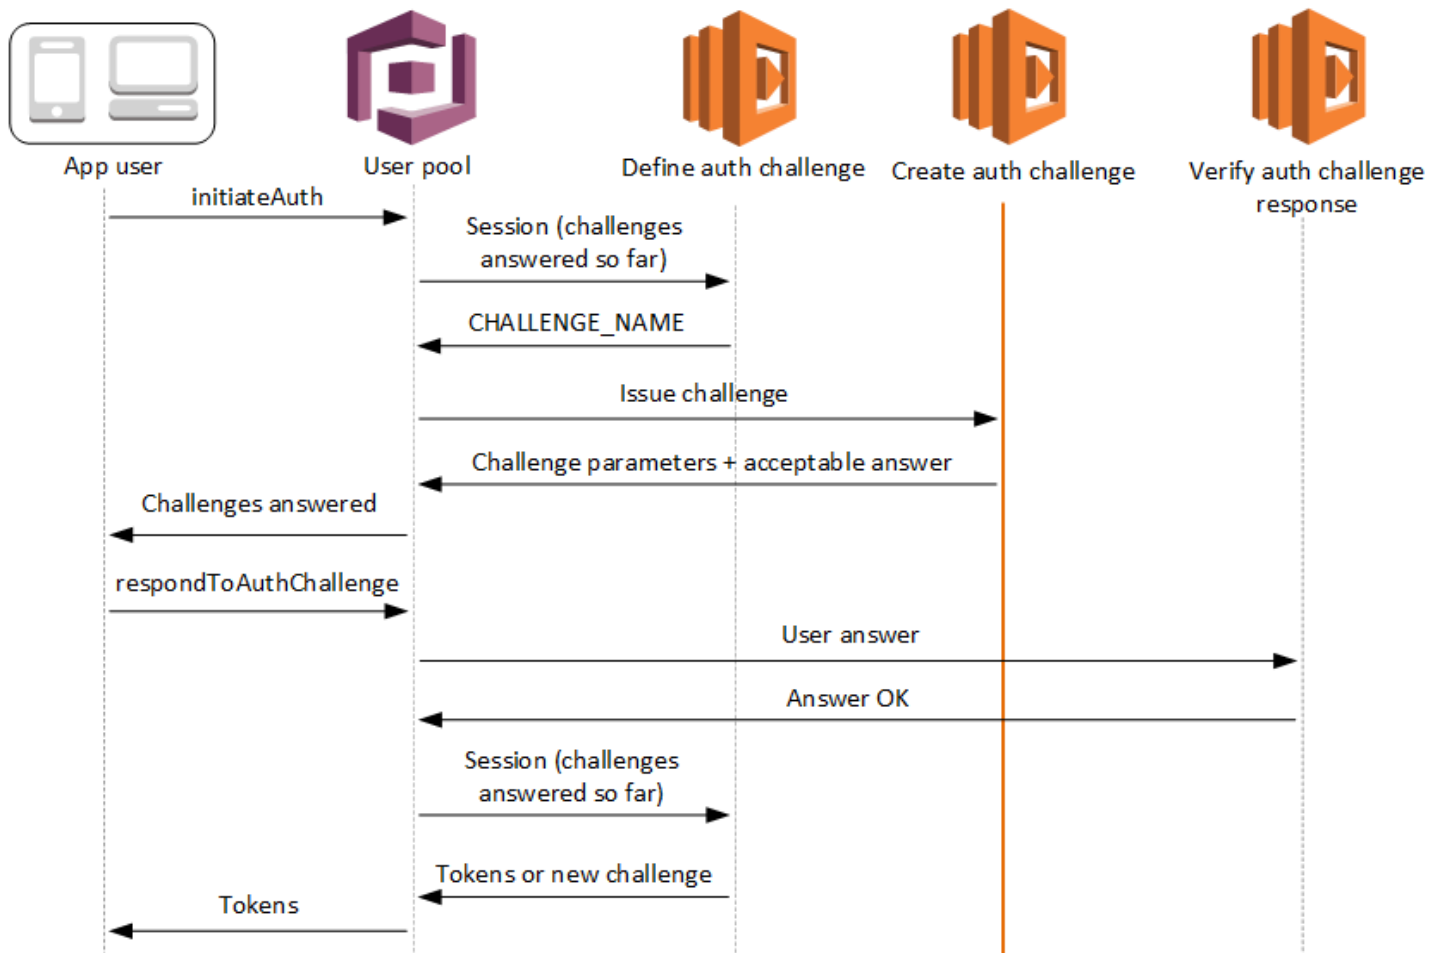 App user
User pool
Define auth challenge
Create auth challenge
Verify auth challenge
response
initiateAuth
Session (challenges
answered so far)
CHALLENGE_NAME
Issue challenge
Challenge parameters + acceptable answer
Challenges answered
respondToAuthChallenge
User answer
Answer OK
Session (challenges
answered so far)
Tokens or new challenge
Tokens